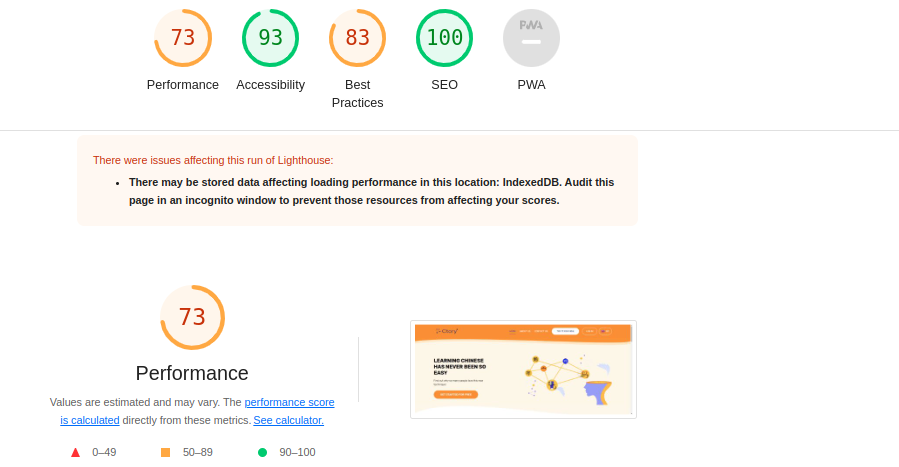 73
93
83
100
PWA
Performance
Accessibility
Best
Practices
SEO
PWA
There were issues affecting this run of Lighthouse:
• There may be stored data affecting loading performance in this location: IndexedDB. Audit this
page in an incognito window to prevent those resources from affecting your scores.
73
Performance
Values are estimated and may vary. The performance score
is calculated directly from these metrics. See calculator.
0–49
50–89
90–100
LEARNING CHINESE
HAS NEVER BEEN SO
EASY